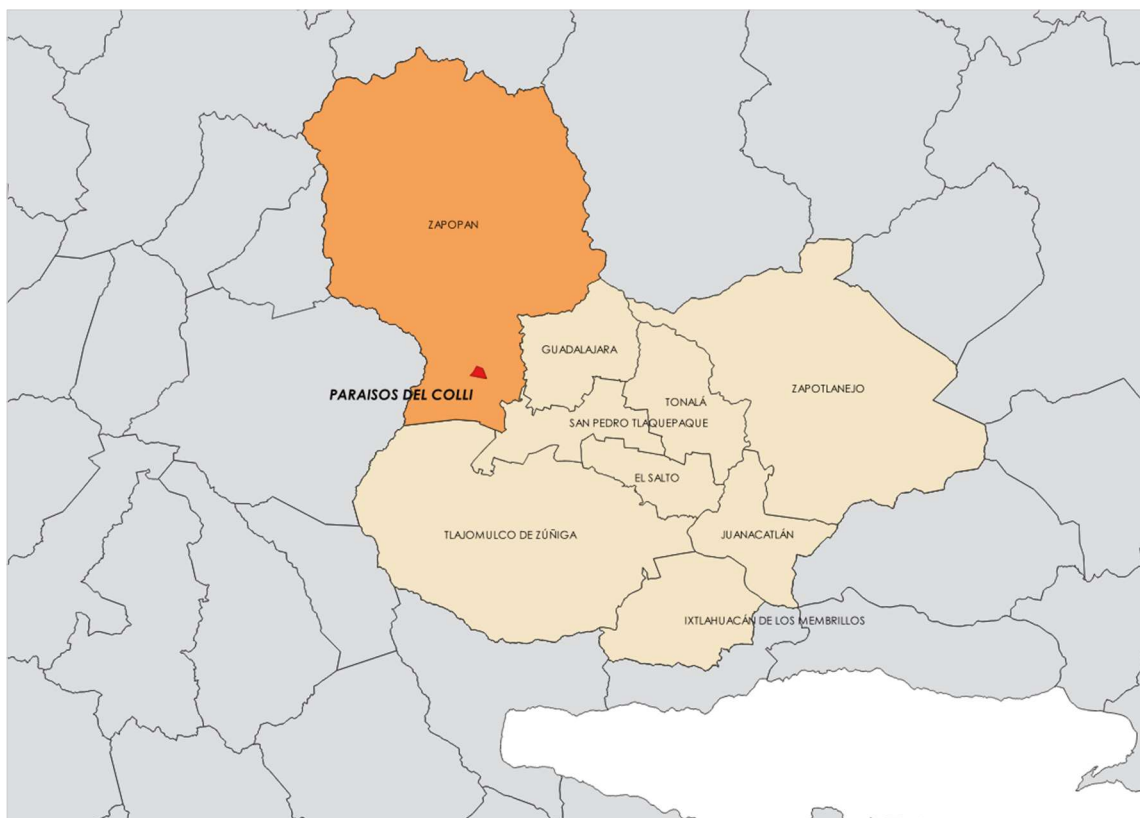 ZAPOPAN
GUADALAJARA
ZAPOTLANEJO
PARAISOS DEL COLLI
TONALÁ
SAN PEDRO TLAQUEPAQUE
EL SALTO
TLAJOMULCO DE ZÚÑIGA
JUANACATLÁN
IXTLAHUACÁN DE LOS MEMBRILLOS